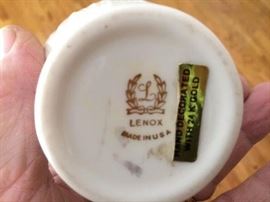 L
LENOX
MADE IN U.S.A.
HAND DECORATED
WITH 24 K GOLD